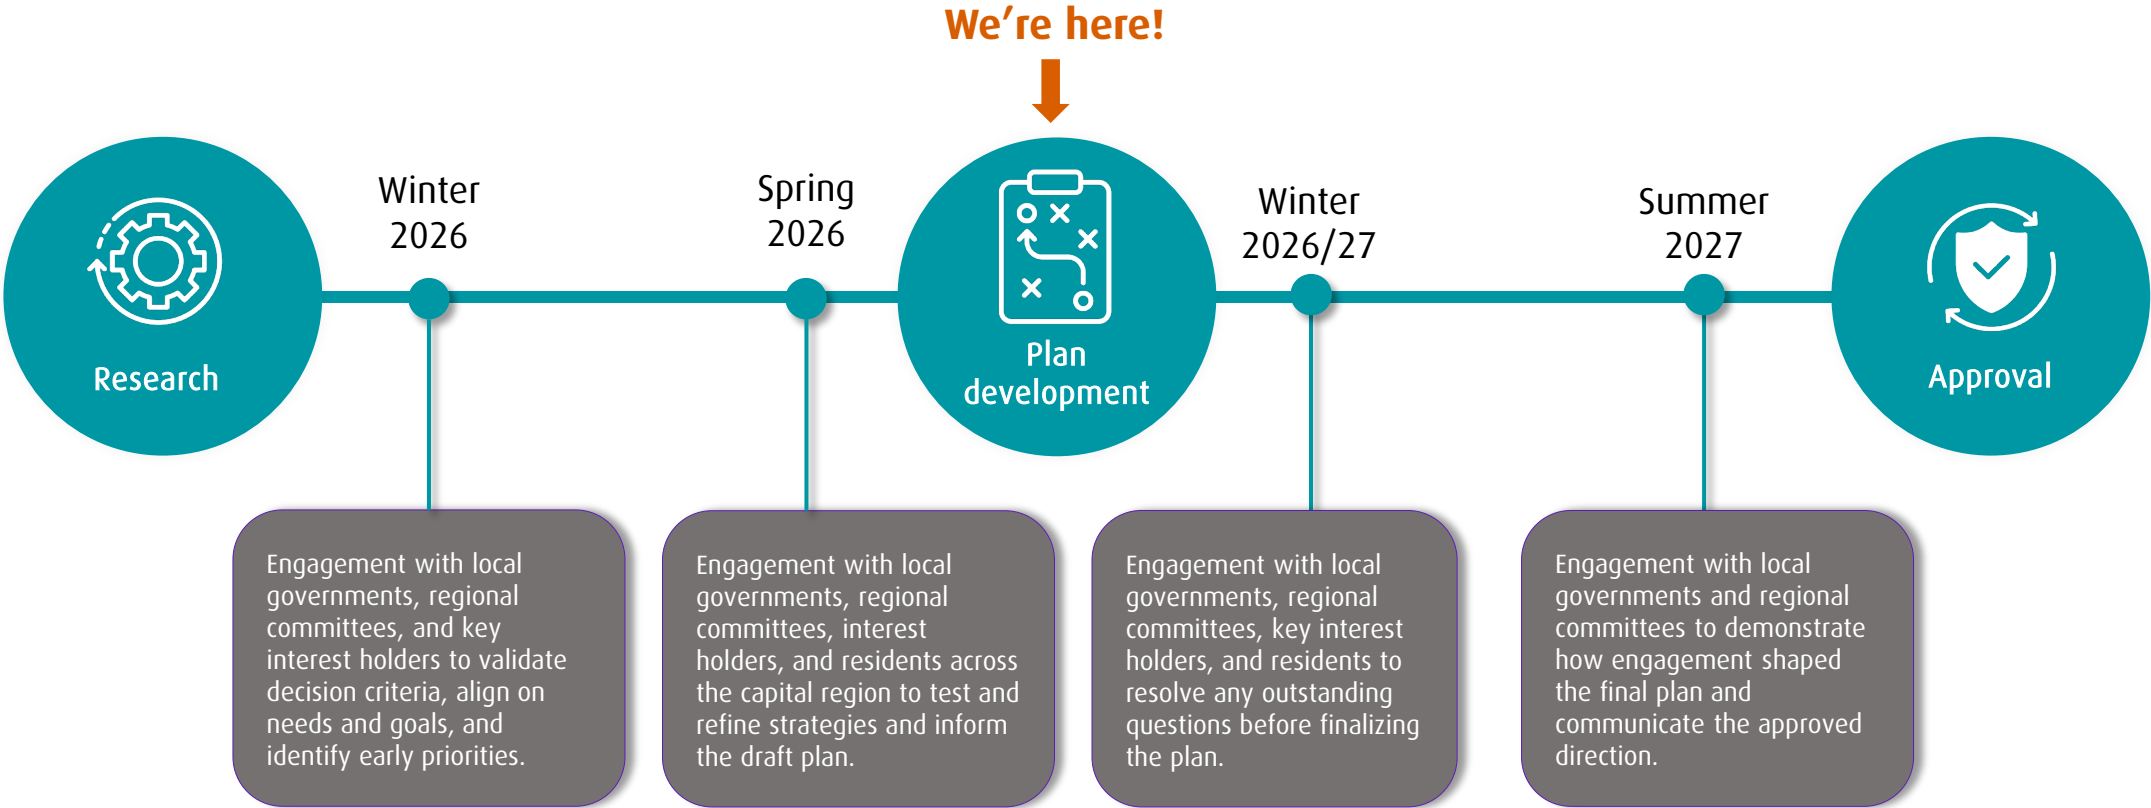 We're here!
Research
Winter
2026
Spring
2026
Plan
development
Winter
2026/27
Summer
2027
Approval
Engagement with local
governments, regional
committees, and key
interest holders to validate
decision criteria, align on
needs and goals, and
identify early priorities.
Engagement with local
governments, regional
committees, interest
holders, and residents across
the capital region to test and
refine strategies and inform
the draft plan.
Engagement with local
governments, regional
committees, key interest
holders, and residents to
resolve any outstanding
questions before finalizing
the plan.
Engagement with local
governments and regional
committees to demonstrate
how engagement shaped
the final plan and
communicate the approved
direction.